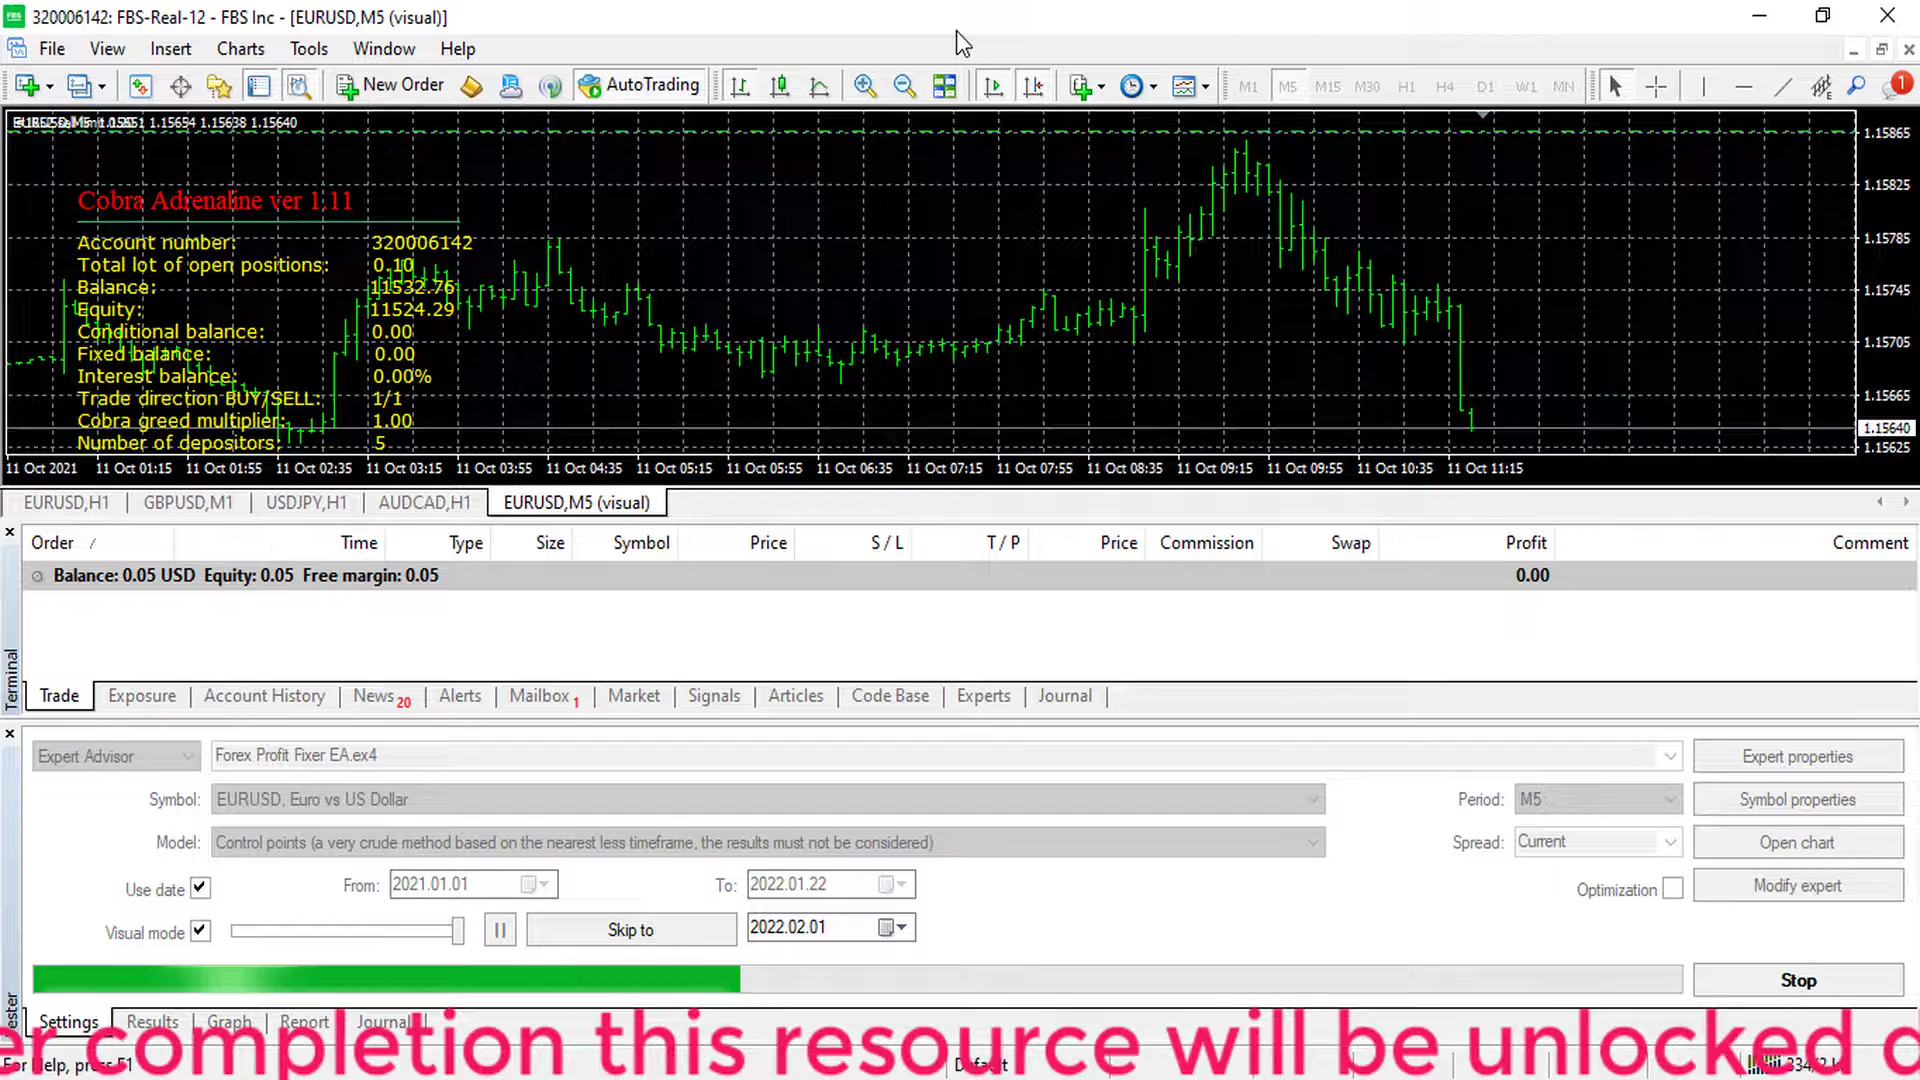 320006142: FBS-Real-12 - FBS Inc - [EURUSD,M5 (visual)]
File View Insert Charts Tools Window Help
New Order AutoTrading M1 M5 M15 M30 H1 H4 D1 W1 MN 1
1.15654 1.15638 1.15640
1.15865
Cobra Adrenaline ver 1.11
1.15825
Account number: 320006142
1.15785
Total lot of open positions: 0.10
Balance: 11532.76
1.15745
Equity: 11524.29
Conditional balance: 0.00
1.15705
Fixed balance: 0.00
Interest balance: 0.00%
Trade direction BUY/SELL: 1/1
1.15665
Cobra greed multiplier: 1.00
1.15640
Number of depositors: 5
1.15625
11 Oct 2021 11 Oct 01:15 11 Oct 01:55 11 Oct 02:35 11 Oct 03:15 11 Oct 03:55 11 Oct 04:35 11 Oct 05:15 11 Oct 05:55 11 Oct 06:35 11 Oct 07:15 11 Oct 07:55 11 Oct 08:35 11 Oct 09:15 11 Oct 09:55 11 Oct 10:35 11 Oct 11:15
EURUSD,H1 GBPUSD,M1 USDJPY,H1 AUDCAD,H1 EURUSD,M5 (visual)
Order / Time Type Size Symbol Price S / L T / P Price Commission Swap Profit Comment
Balance: 0.05 USD Equity: 0.05 Free margin: 0.05 0.00
Terminal
Trade Exposure Account History News 20 Alerts Mailbox 1 Market Signals Articles Code Base Experts Journal
Expert Advisor Forex Profit Fixer EA.ex4 Expert properties
Symbol: EURUSD, Euro vs US Dollar Period: M5 Symbol properties
Model: Control points (a very crude method based on the nearest less timeframe, the results must not be considered) Spread: Current Open chart
Use date From: 2021.01.01 To: 2022.01.22 Optimization Modify expert
Visual mode Skip to 2022.02.01
Stop
Settings Results Graph Report Journal
er completion this resource will be unlocked
For Help, press F1